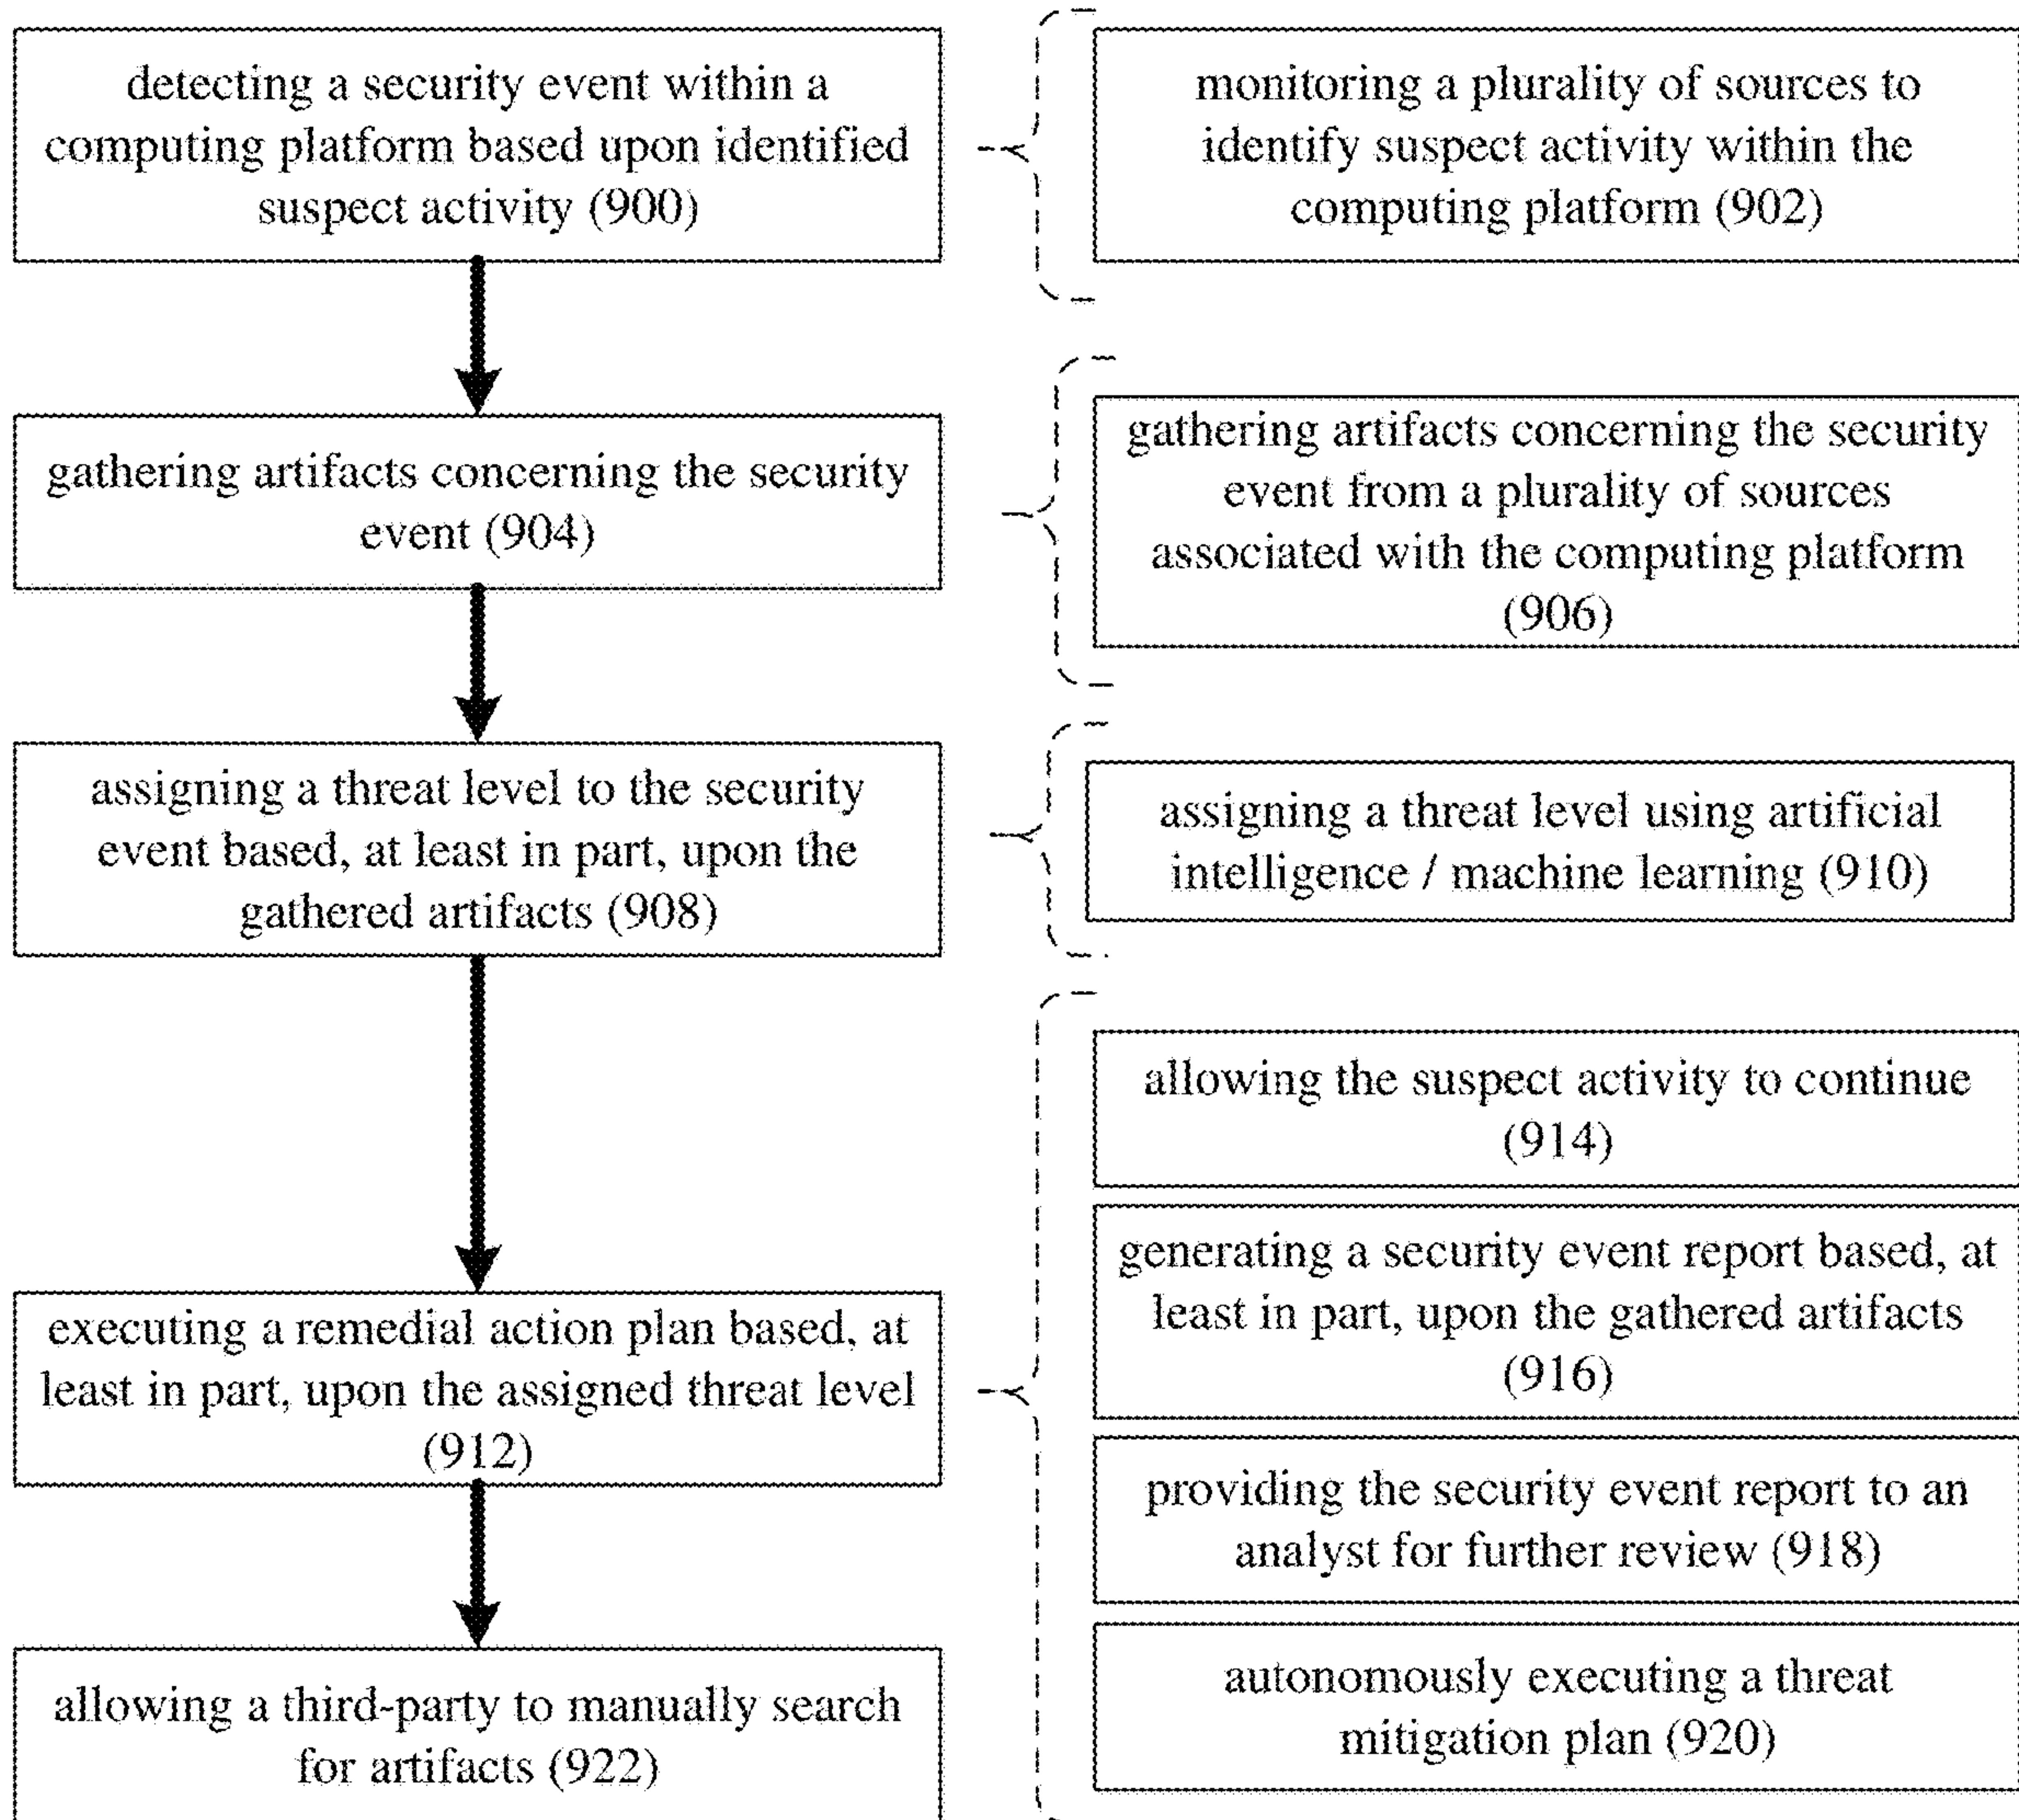 detecting a security event within a
computing platform based upon identified
suspect activity (900)
monitoring a plurality of sources to
identify suspect activity within the
computing platform (902)
gathering artifacts concerning the security
event (904)
gathering artifacts concerning the security
event from a plurality of sources
associated with the computing platform
(906)
assigning a threat level to the security
event based, at least in part, upon the
gathered artifacts (908)
assigning a threat level using artificial
intelligence / machine learning (910)
executing a remedial action plan based, at
least in part, upon the assigned threat level
(912)
allowing the suspect activity to continue
(914)
generating a security event report based, at
least in part, upon the gathered artifacts
(916)
providing the security event report to an
analyst for further review (918)
autonomously executing a threat
mitigation plan (920)
allowing a third-party to manually search
for artifacts (922)